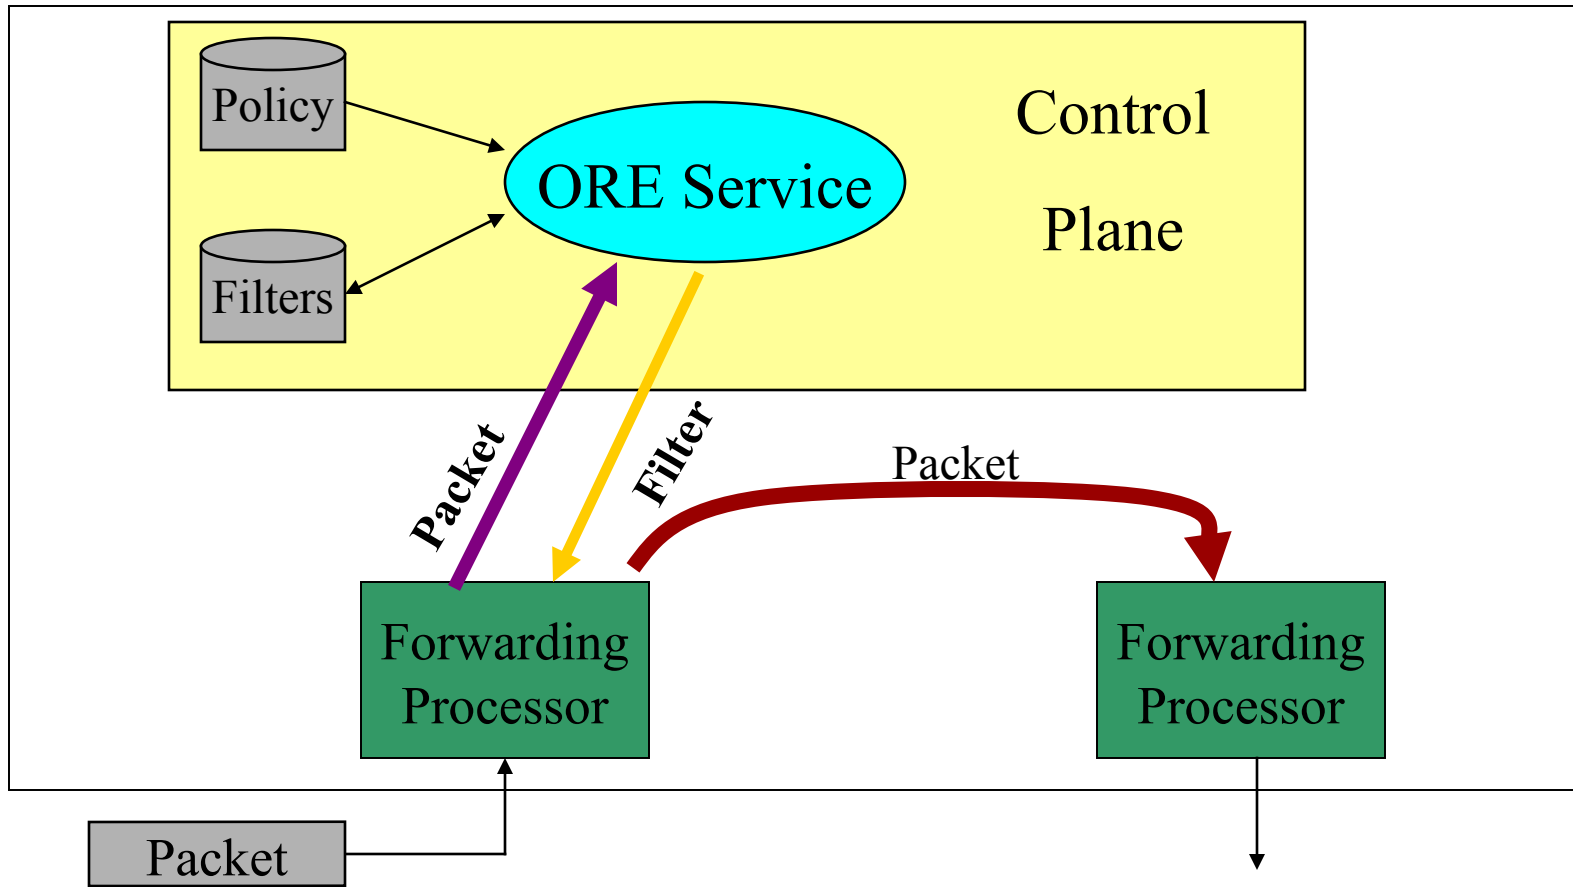 Policy
Control
ORE Service
Plane
Filters
Packet
Filter
Packet
Forwarding
Processor
Forwarding
Processor
Packet